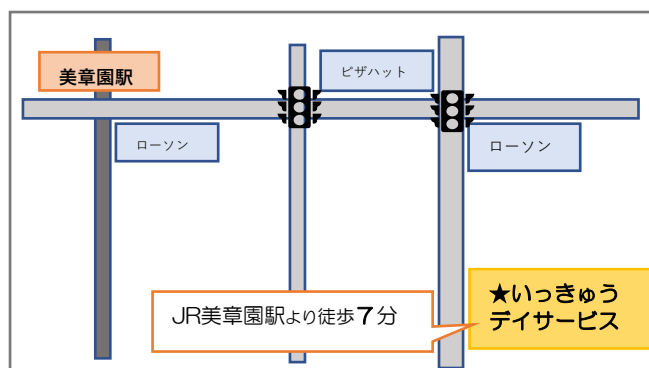 美章園駅
ピザハット
ローソン
ローソン
JR美章園駅より徒歩7分
★いっきゅう
デイサービス